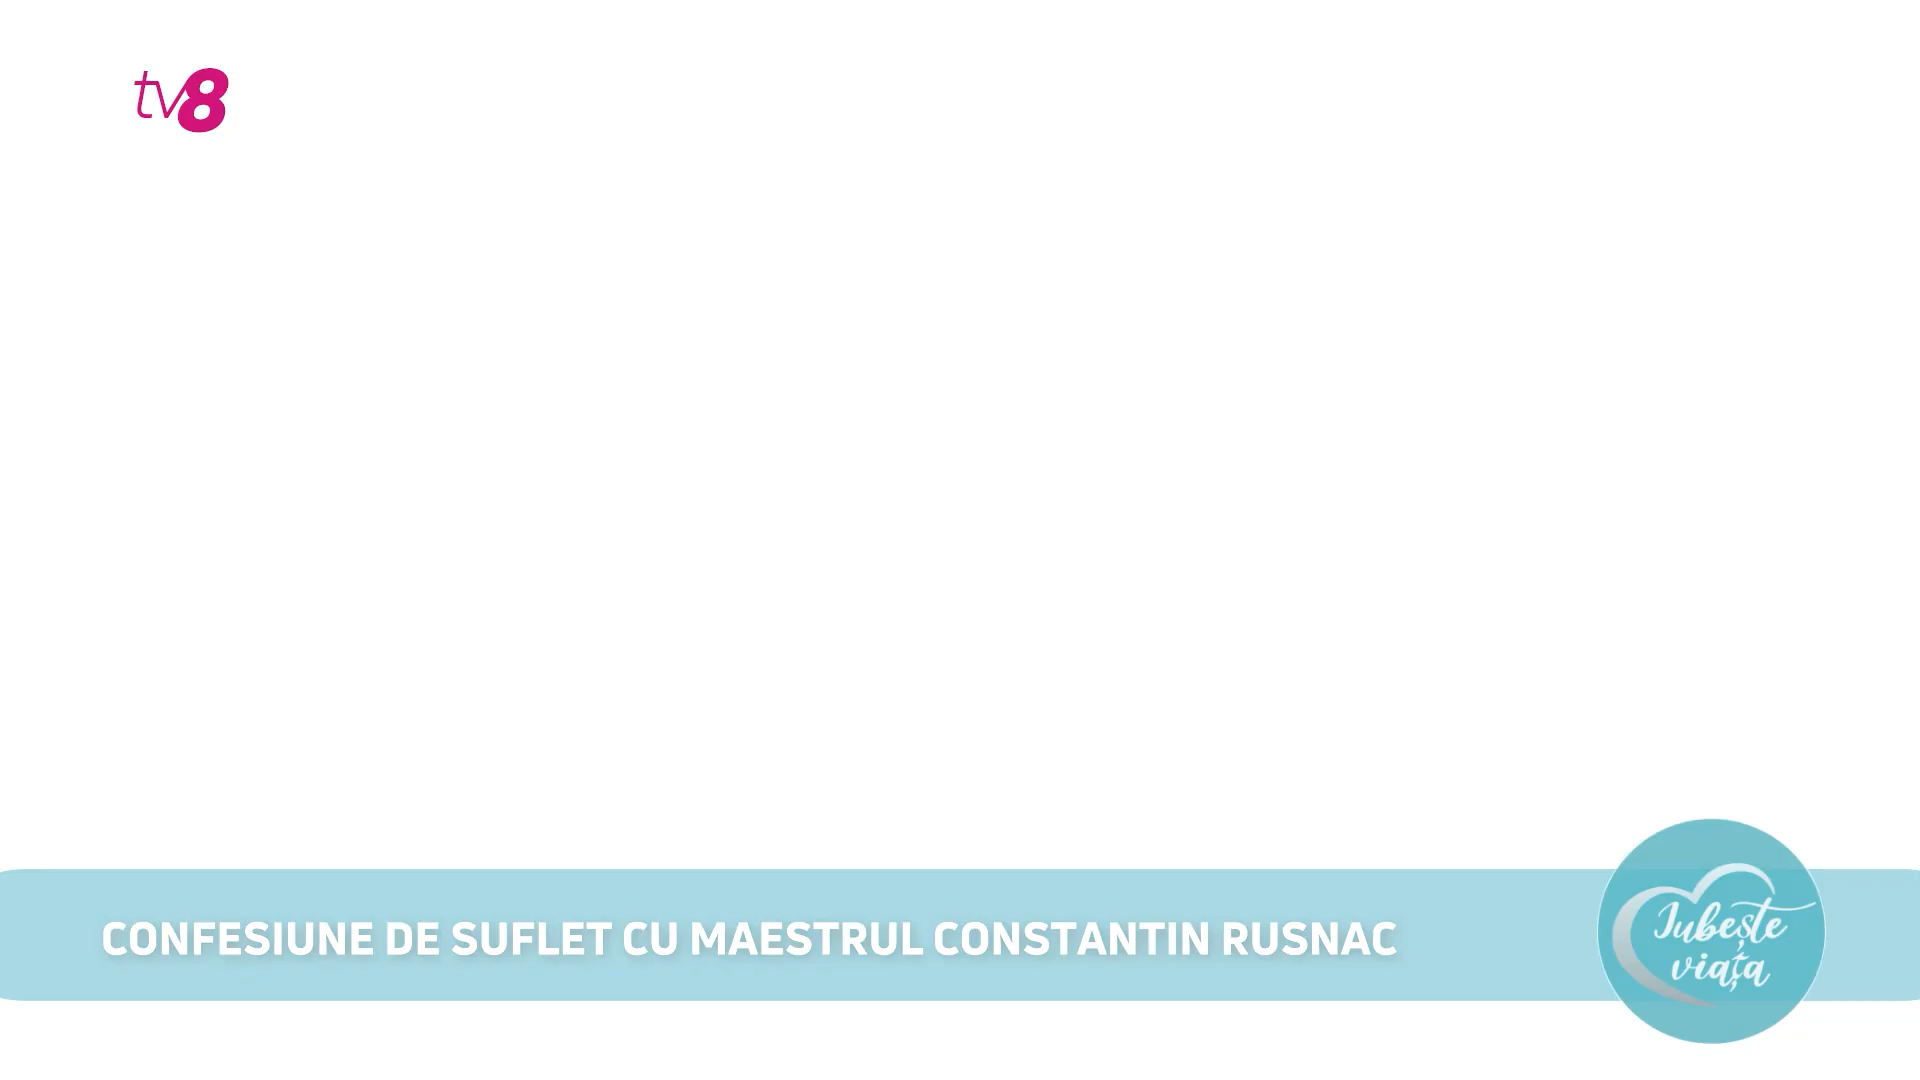 tv8
CONFESIUNE DE SUFLET CU MAESTRUL CONSTANTIN RUSNAC
Iubește
viața